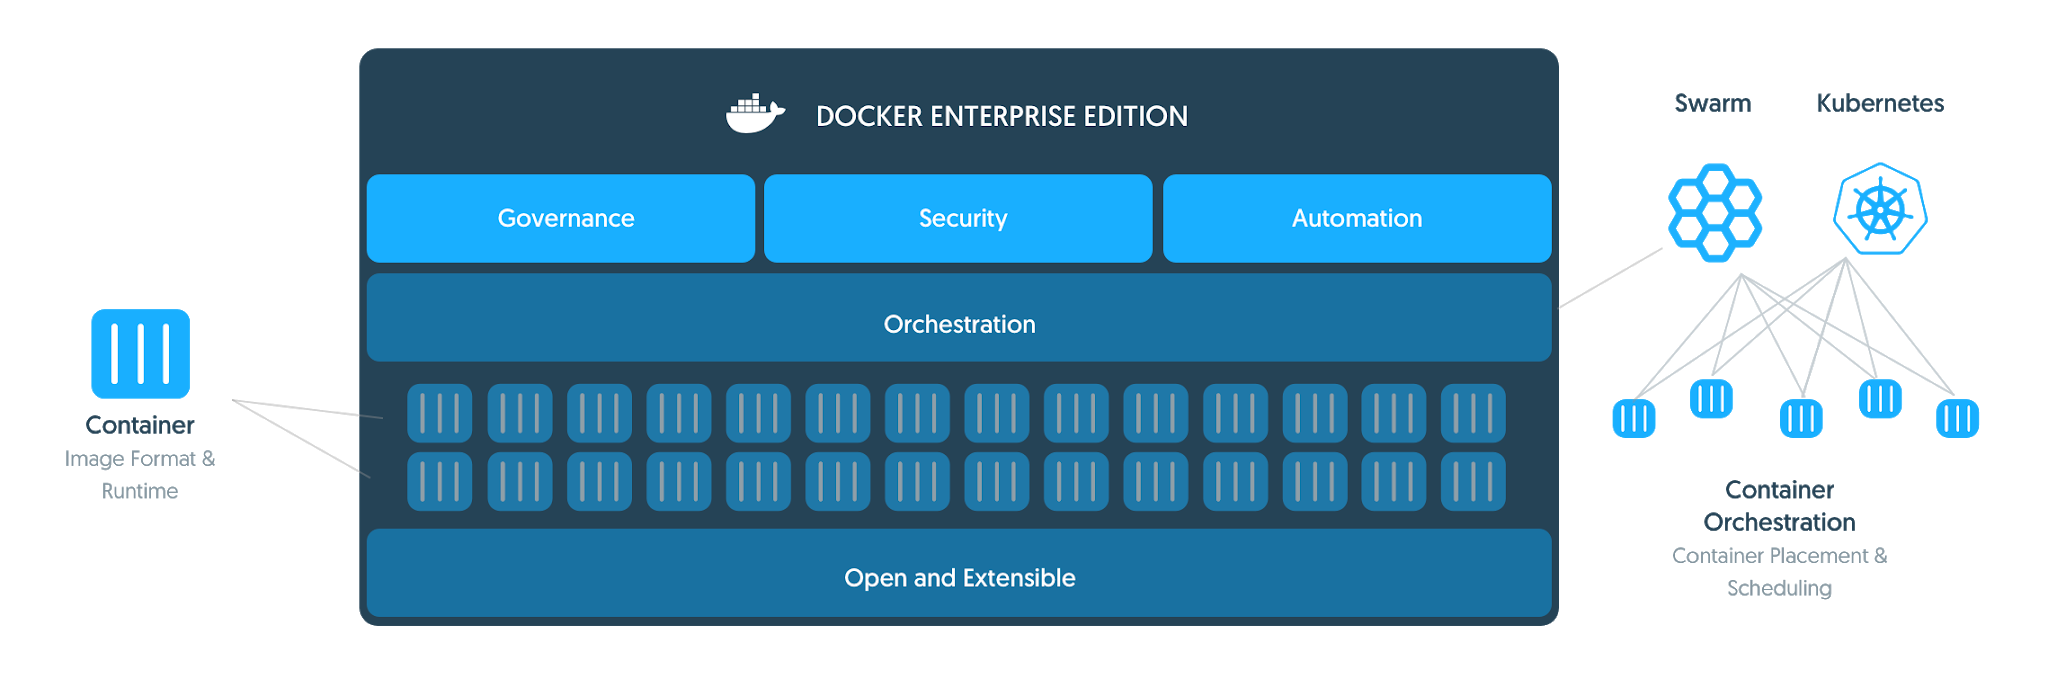 DOCKER ENTERPRISE EDITION
Governance
Security
Automation
Orchestration
Open and Extensible
Container
Image Format &
Runtime
Swarm
Kubernetes
Container
Orchestration
Container Placement &
Scheduling